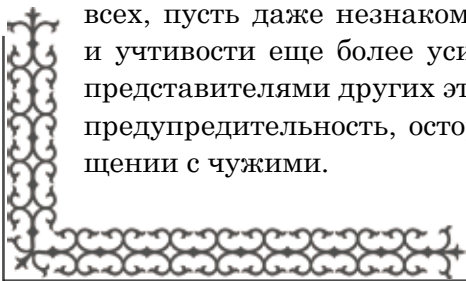 всех, пусть даже незнаком
и учтивости еще более уси
представителями других эт
предупредительность, осто
щении с чужими.